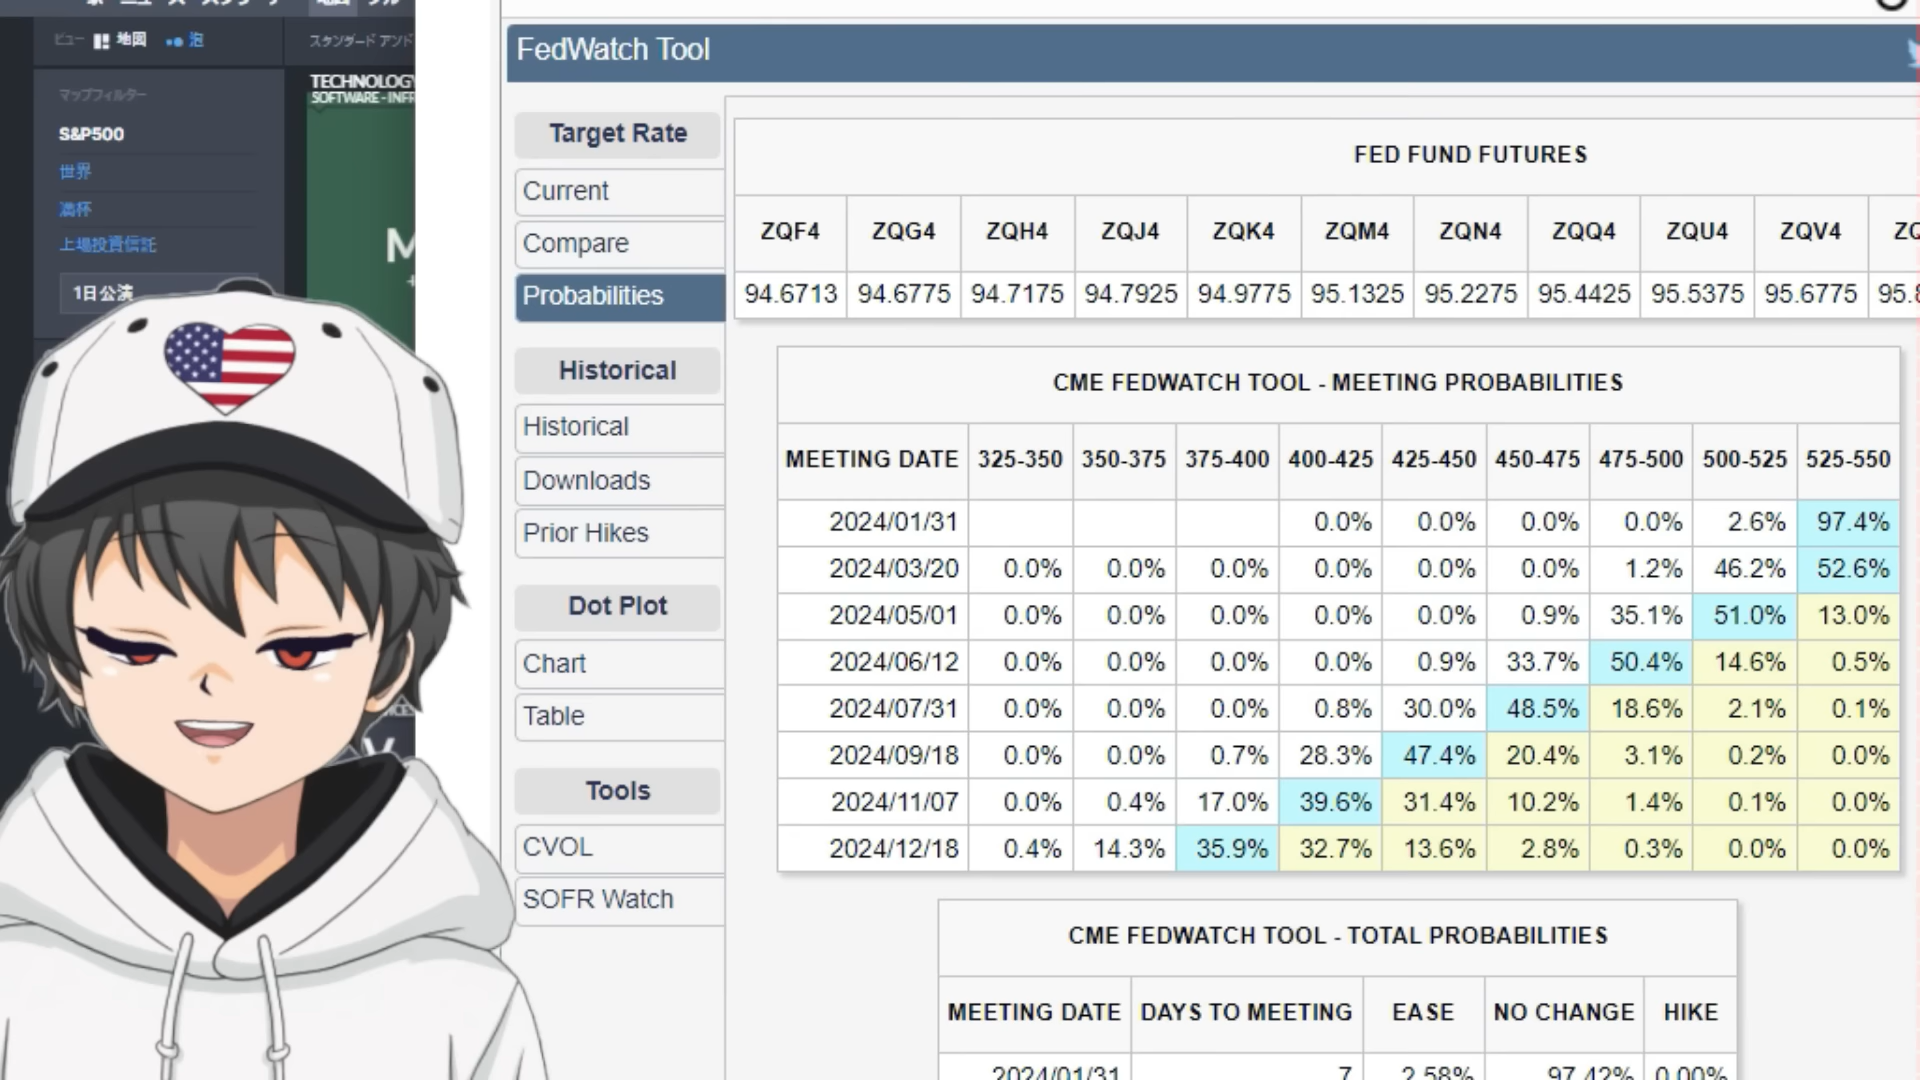 ビュー 地図 泡
スタンダード アンド
マップフィルター
S&P500
世界
満杯
上場投資信託
1日公演
TECHNOLOGY
SOFTWARE - INFR
M
FedWatch Tool
Target Rate
Current
Compare
Probabilities
Historical
Historical
Downloads
Prior Hikes
Dot Plot
Chart
Table
Tools
CVOL
SOFR Watch
FED FUND FUTURES
ZQF4 ZQG4 ZQH4 ZQJ4 ZQK4 ZQM4 ZQN4 ZQQ4 ZQU4 ZQV4 ZQ
94.6713 94.6775 94.7175 94.7925 94.9775 95.1325 95.2275 95.4425 95.5375 95.6775 95.8
CME FEDWATCH TOOL - MEETING PROBABILITIES
MEETING DATE 325-350 350-375 375-400 400-425 425-450 450-475 475-500 500-525 525-550
2024/01/31 0.0% 0.0% 0.0% 0.0% 2.6% 97.4%
2024/03/20 0.0% 0.0% 0.0% 0.0% 0.0% 0.0% 1.2% 46.2% 52.6%
2024/05/01 0.0% 0.0% 0.0% 0.0% 0.0% 0.9% 35.1% 51.0% 13.0%
2024/06/12 0.0% 0.0% 0.0% 0.0% 0.9% 33.7% 50.4% 14.6% 0.5%
2024/07/31 0.0% 0.0% 0.0% 0.8% 30.0% 48.5% 18.6% 2.1% 0.1%
2024/09/18 0.0% 0.0% 0.7% 28.3% 47.4% 20.4% 3.1% 0.2% 0.0%
2024/11/07 0.0% 0.4% 17.0% 39.6% 31.4% 10.2% 1.4% 0.1% 0.0%
2024/12/18 0.4% 14.3% 35.9% 32.7% 13.6% 2.8% 0.3% 0.0% 0.0%
CME FEDWATCH TOOL - TOTAL PROBABILITIES
MEETING DATE DAYS TO MEETING EASE NO CHANGE HIKE
2024/01/31 7 2.58% 97.42% 0.00%